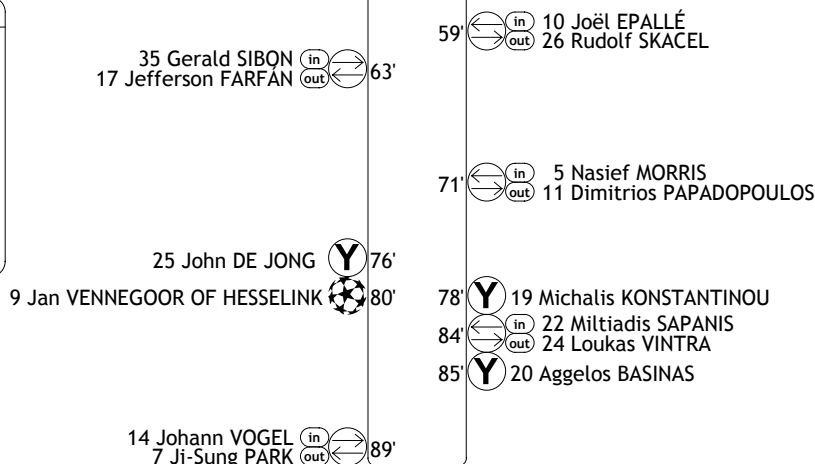 59' in 10 Joël EPALLÉ
out 26 Rudolf SKACEL
35 Gerald SIBON in 63'
17 Jefferson FARFÁN out
71' in 5 Nasief MORRIS
out 11 Dimitrios PAPADOPOULOS
25 John DE JONG Y 76'
9 Jan VENNEGOOR OF HESSELINK 80'
78' Y 19 Michalis KONSTANTINOU
84' in 22 Miltiadis SAPANIS
out 24 Loukas VINTRA
85' Y 20 Aggelos BASINAS
14 Johann VOGEL in 89'
7 Ji-Sung PARK out